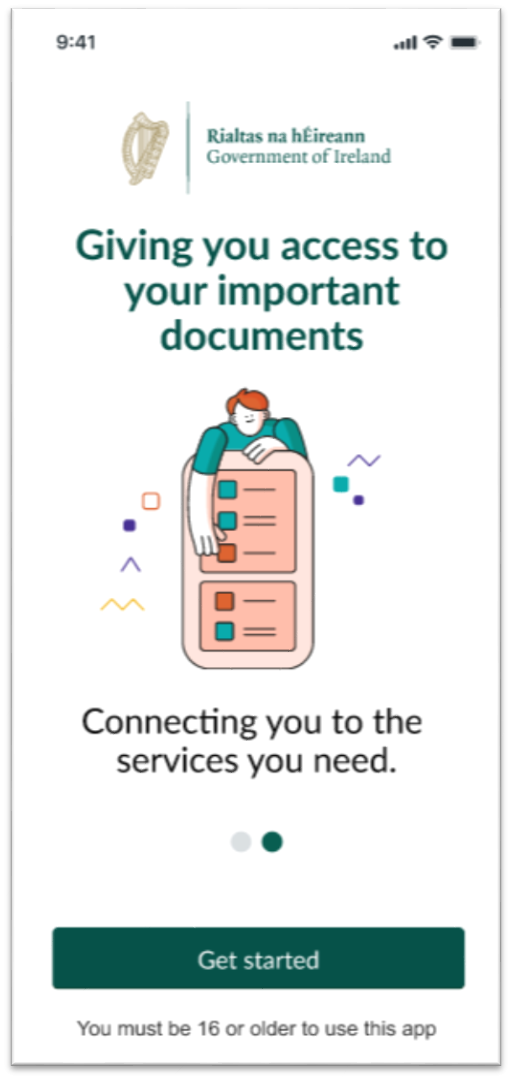 9:41
Rialtas na hÉireann
Government of Ireland
Giving you access to
your important
documents
Connecting you to the
services you need.
Get started
You must be 16 or older to use this app